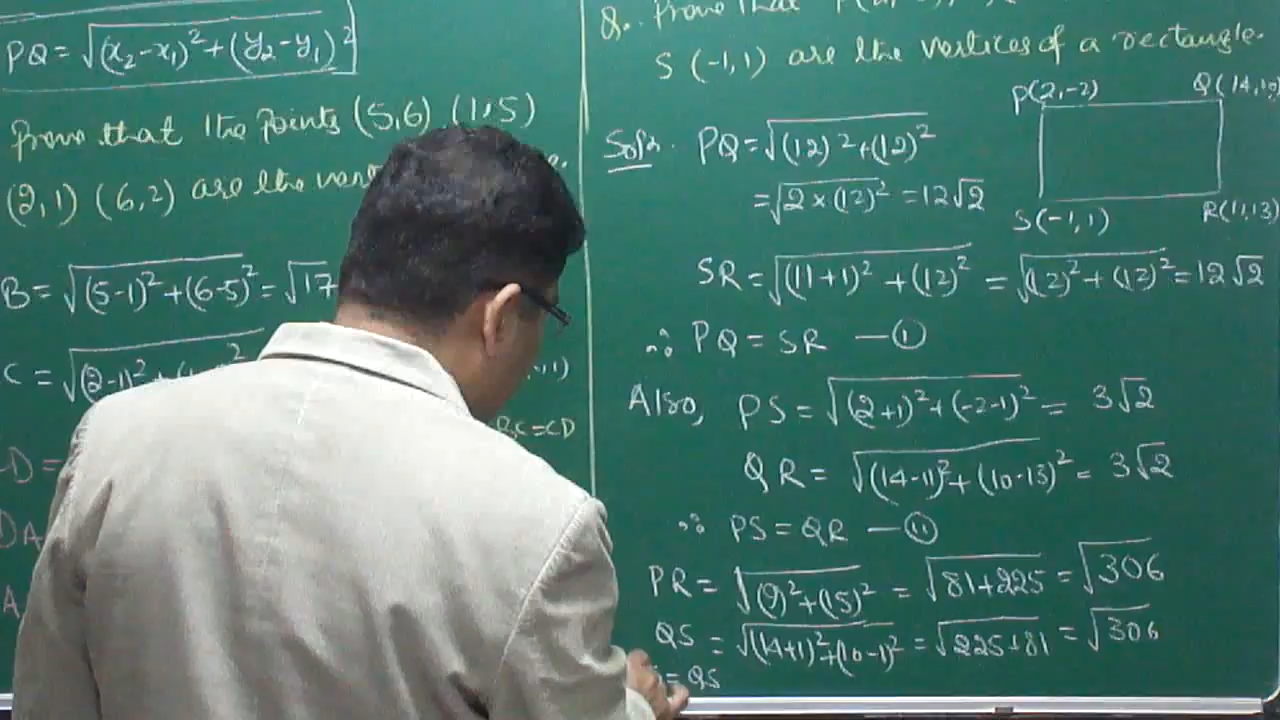 PQ = √(x₂-x₁)²+(y₂-y₁)²
Prove that the points (5,6) (1,5)
(2,1) (6,2) are the
B = √(5-1)²+(6-5)² = √17
C = √(2-1)²+
BC=CD
D =
DA
A
Q. Prove that
S (-1,1) are the vertices of a rectangle.
P(2,-2) Q(14,10)
S(-1,1) R(11,13)
Soln. PQ = √(12)²+(12)²
= √2×(12)² = 12√2
SR = √(11+1)² + (12)² = √(12)²+(12)² = 12√2
∴ PQ = SR — (i)
Also, PS = √(2+1)²+(-2-1)² = 3√2
QR = √(14-11)²+(10-13)² = 3√2
∴ PS = QR — (ii)
PR = √(9)²+(15)² = √81+225 = √306
QS = √(14+1)²+(10-1)² = √225+81 = √306
= QS